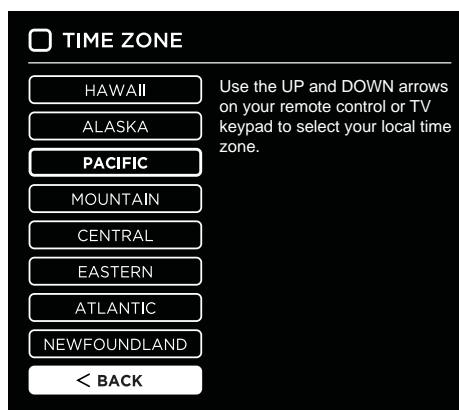 TIME ZONE
HAWAII
ALASKA
PACIFIC
MOUNTAIN
CENTRAL
EASTERN
ATLANTIC
NEWFOUNDLAND
< BACK
Use the UP and DOWN arrows
on your remote control or TV
keypad to select your local time
zone.